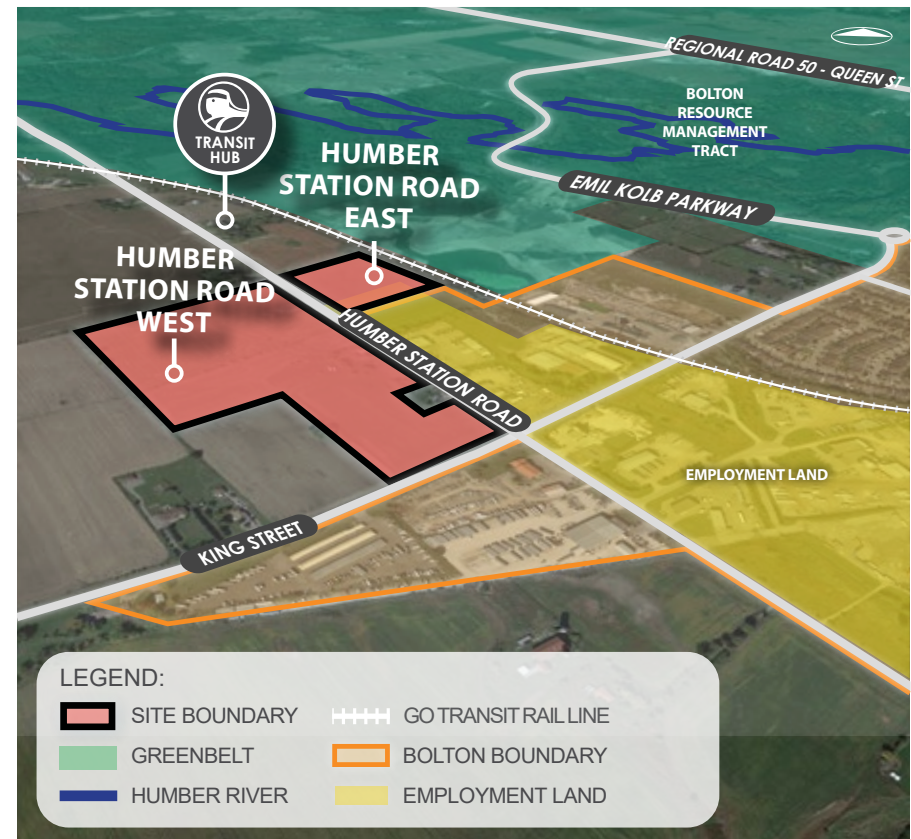 REGIONAL ROAD 50 - QUEEN ST
BOLTON
RESOURCE
MANAGEMENT
TRACT
TRANSIT
HUB
HUMBER
STATION ROAD
EAST
EMIL KOLB PARKWAY
HUMBER
STATION ROAD
WEST
HUMBER STATION ROAD
EMPLOYMENT LAND
KING STREET
LEGEND:
SITE BOUNDARY
GO TRANSIT RAIL LINE
GREENBELT
BOLTON BOUNDARY
HUMBER RIVER
EMPLOYMENT LAND